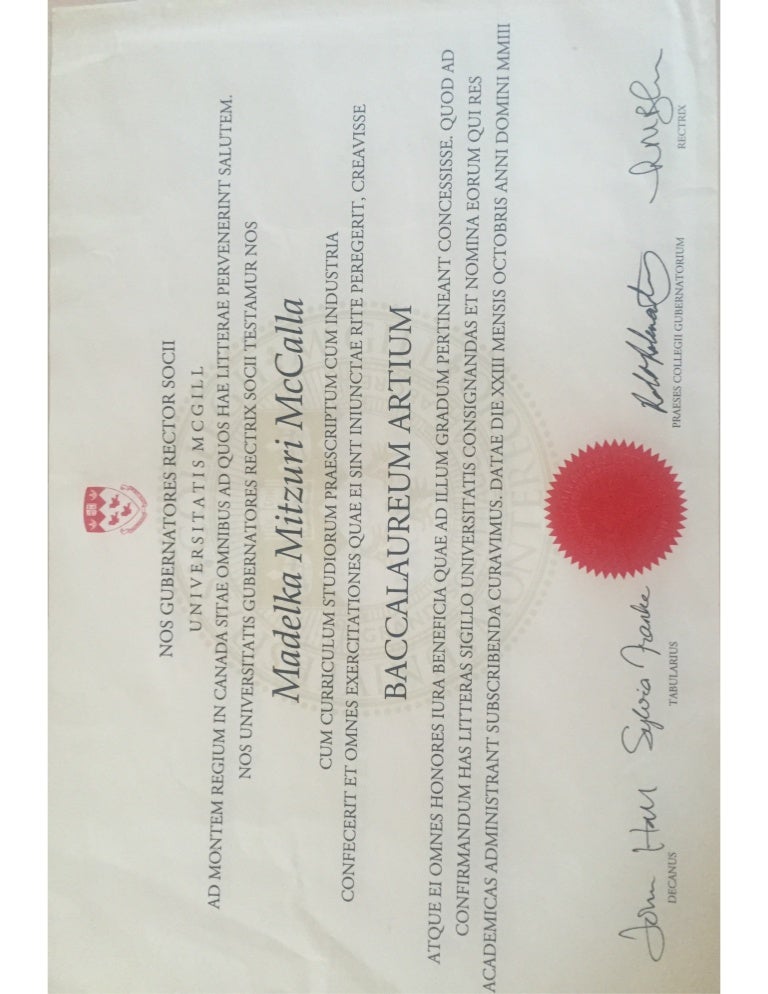 NOS GUBERNATORES RECTOR SOCII
UNIVERSITATIS MCGILL
AD MONTEM REGIUM IN CANADA SITAE OMNIBUS AD QUOS HAE LITTERAE PERVENERINT SALUTEM.
NOS UNIVERSITATIS GUBERNATORES RECTRIX SOCII TESTAMUR NOS
Madelka Mitzuri McCalla
CUM CURRICULUM STUDIORUM PRAESCRIPTUM CUM INDUSTRIA
CONFECERIT ET OMNES EXERCITATIONES QUAE EI SINT INIUNCTAE RITE PEREGERIT, CREAVISSE
BACCALAUREUM ARTIUM
ATQUE EI OMNES HONORES IURA BENEFICIA QUAE AD ILLUM GRADUM PERTINEANT CONCESSISSE. QUOD AD
CONFIRMANDUM HAS LITTERAS SIGILLO UNIVERSITATIS CONSIGNANDAS ET NOMINA EORUM QUI RES
ACADEMICAS ADMINISTRANT SUBSCRIBENDA CURAVIMUS. DATAE DIE XXIII MENSIS OCTOBRIS ANNI DOMINI MMIII
John Hall Sylvia Franke
DECANUS TABULARIUS PRAESES COLLEGII GUBERNATORIUM RECTRIX